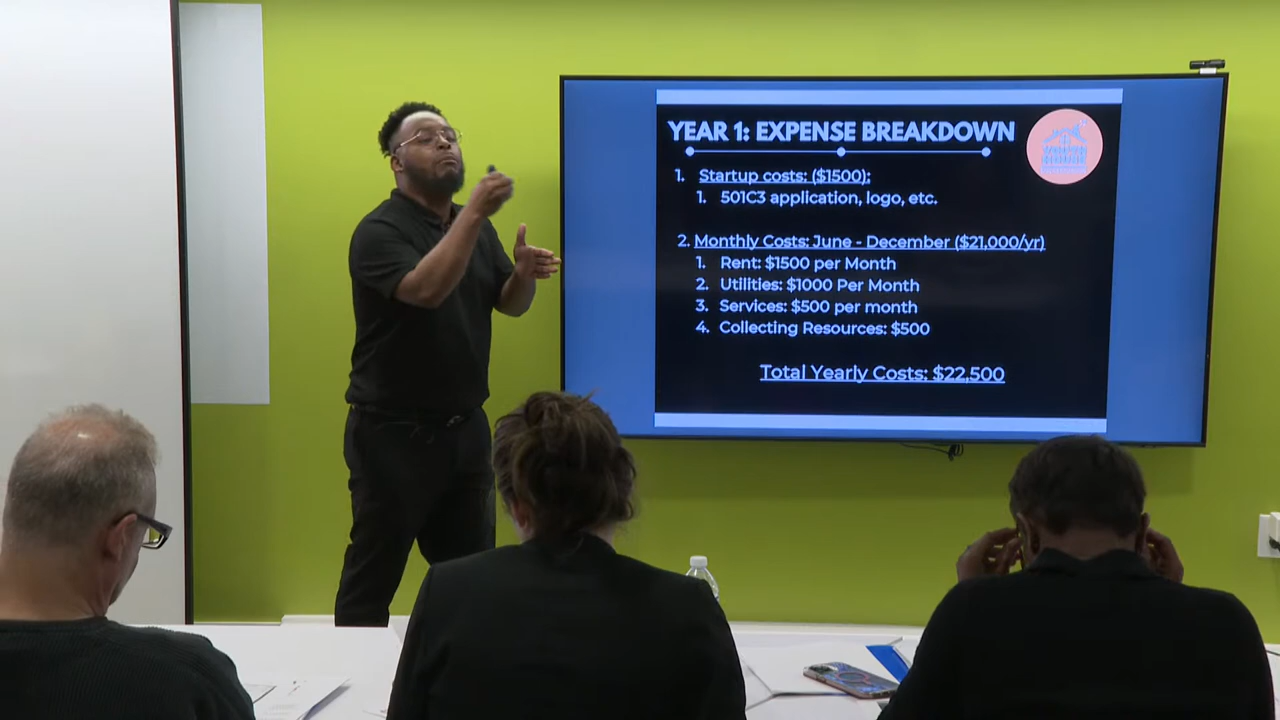 YEAR 1: EXPENSE BREAKDOWN
1. Startup costs: ($1500):
1. 501C3 application, logo, etc.
2. Monthly Costs: June - December ($21,000/yr)
1. Rent: $1500 per Month
2. Utilities: $1000 Per Month
3. Services: $500 per month
4. Collecting Resources: $500
Total Yearly Costs: $22,500